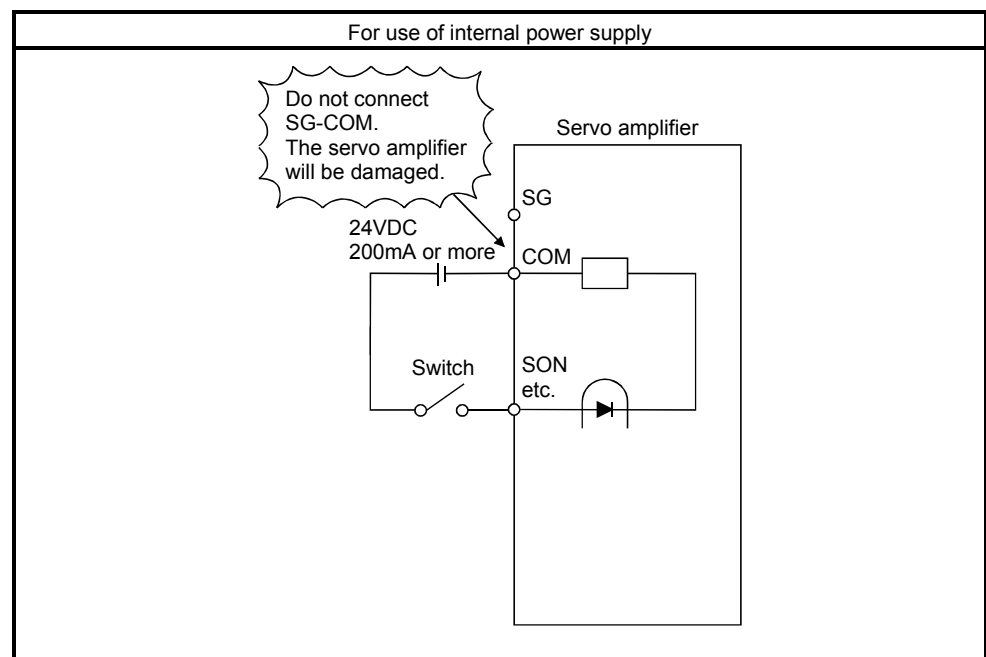 For use of internal power supply
Do not connect
SG-COM.
The servo amplifier
will be damaged.
Servo amplifier
SG
24VDC
200mA or more
COM
Switch
SON
etc.